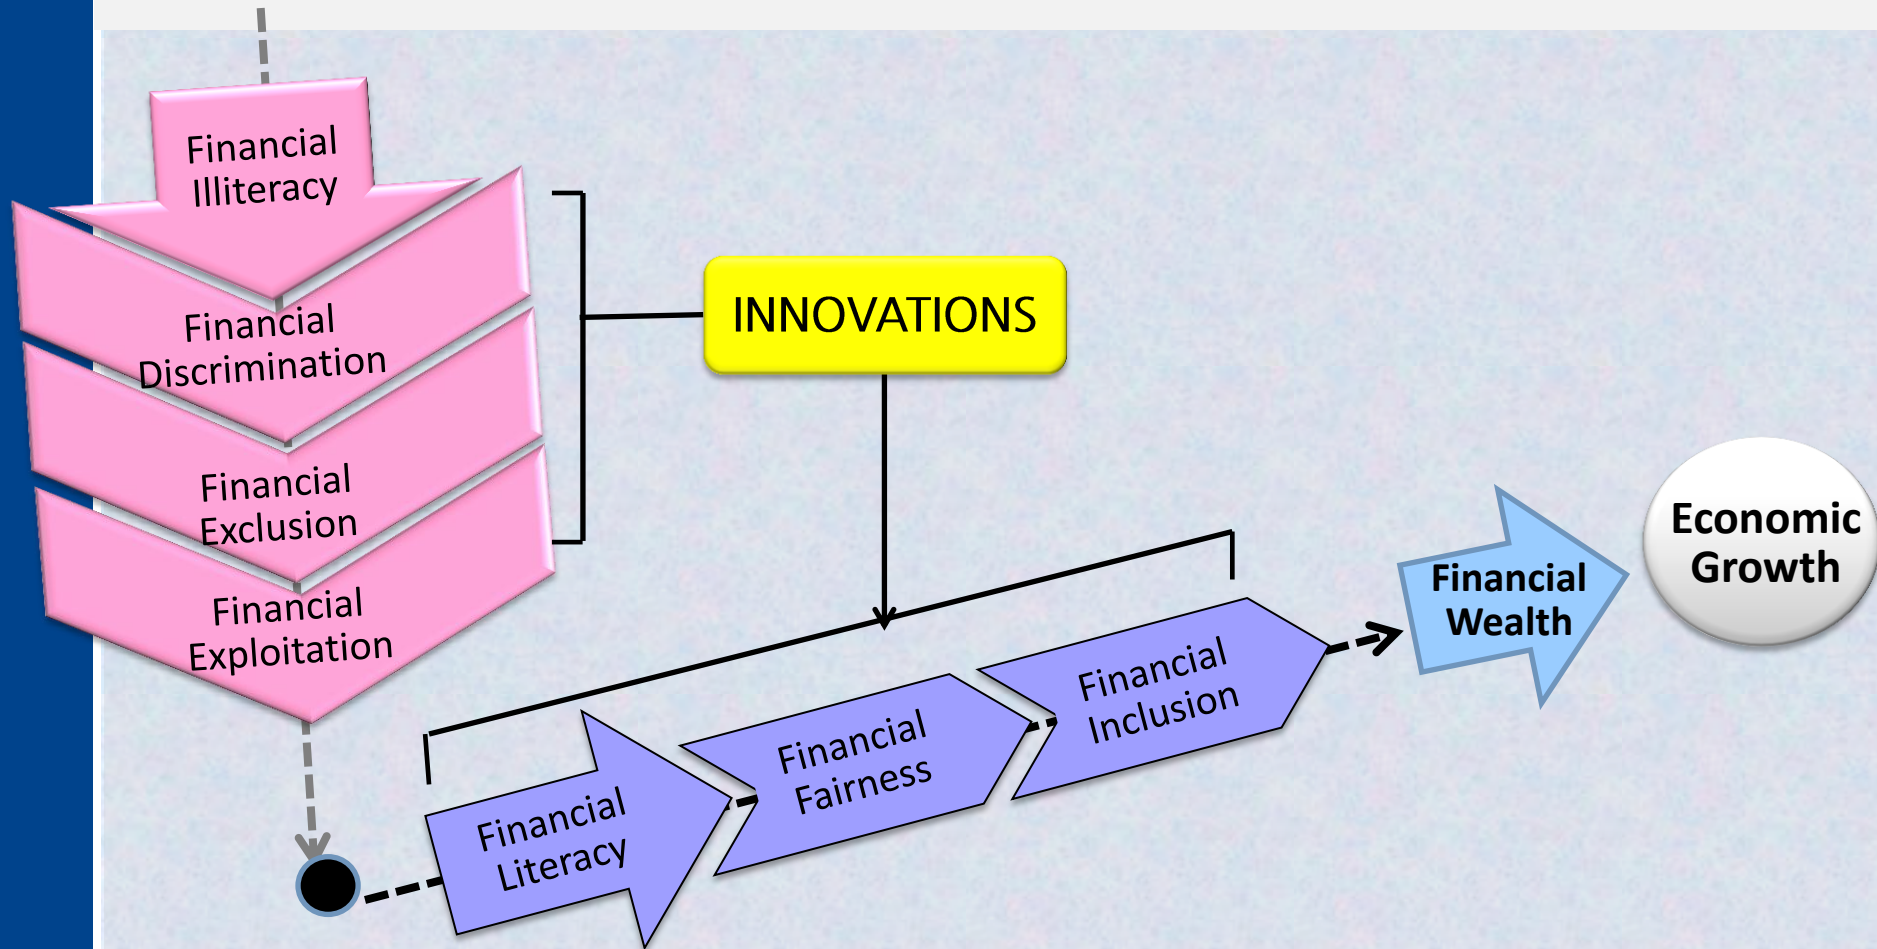 Financial
Illiteracy
Financial
Discrimination
Financial
Exclusion
Financial
Exploitation
INNOVATIONS
Financial
Literacy
Financial
Fairness
Financial
Inclusion
Financial
Wealth
Economic
Growth